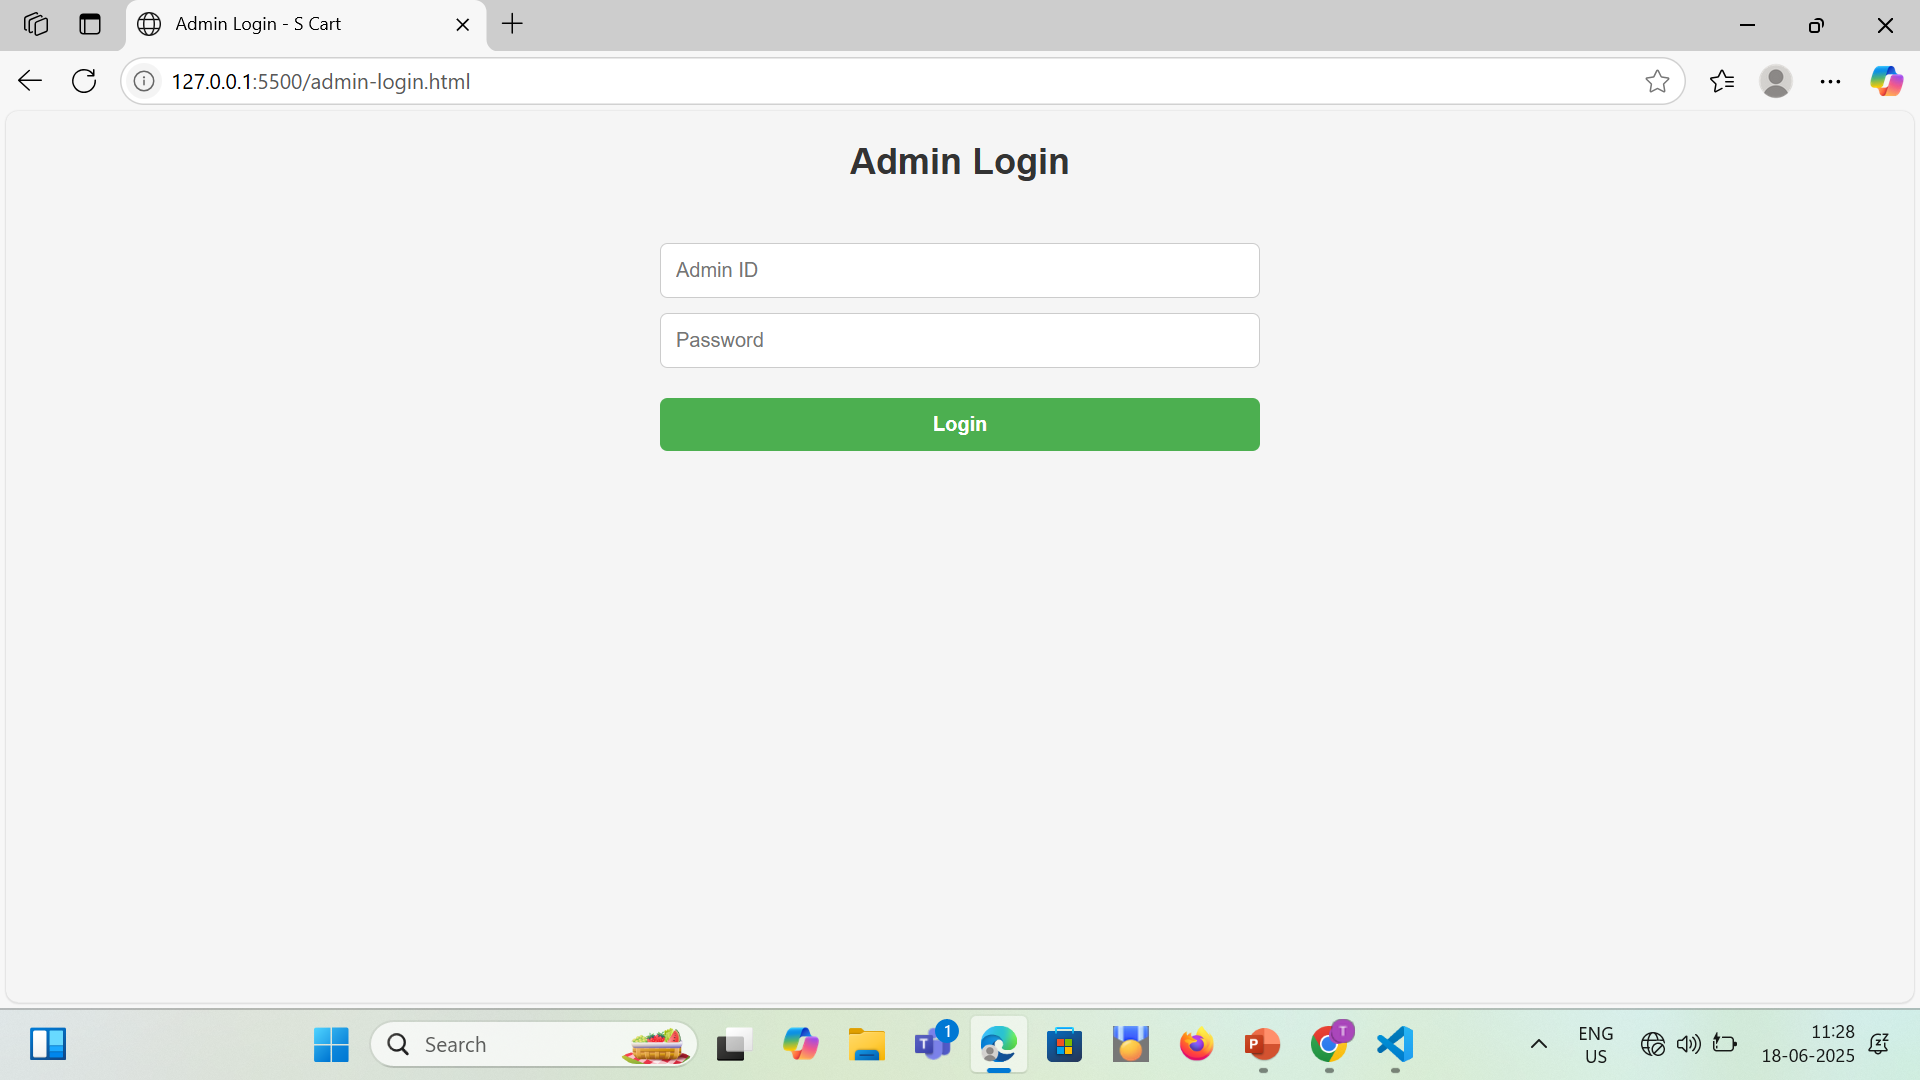 Admin Login - S Cart
127.0.0.1:5500/admin-login.html
Admin Login
Admin ID
Password
Login
Search
T
1
P
T
ENG
US
11:28
18-06-2025